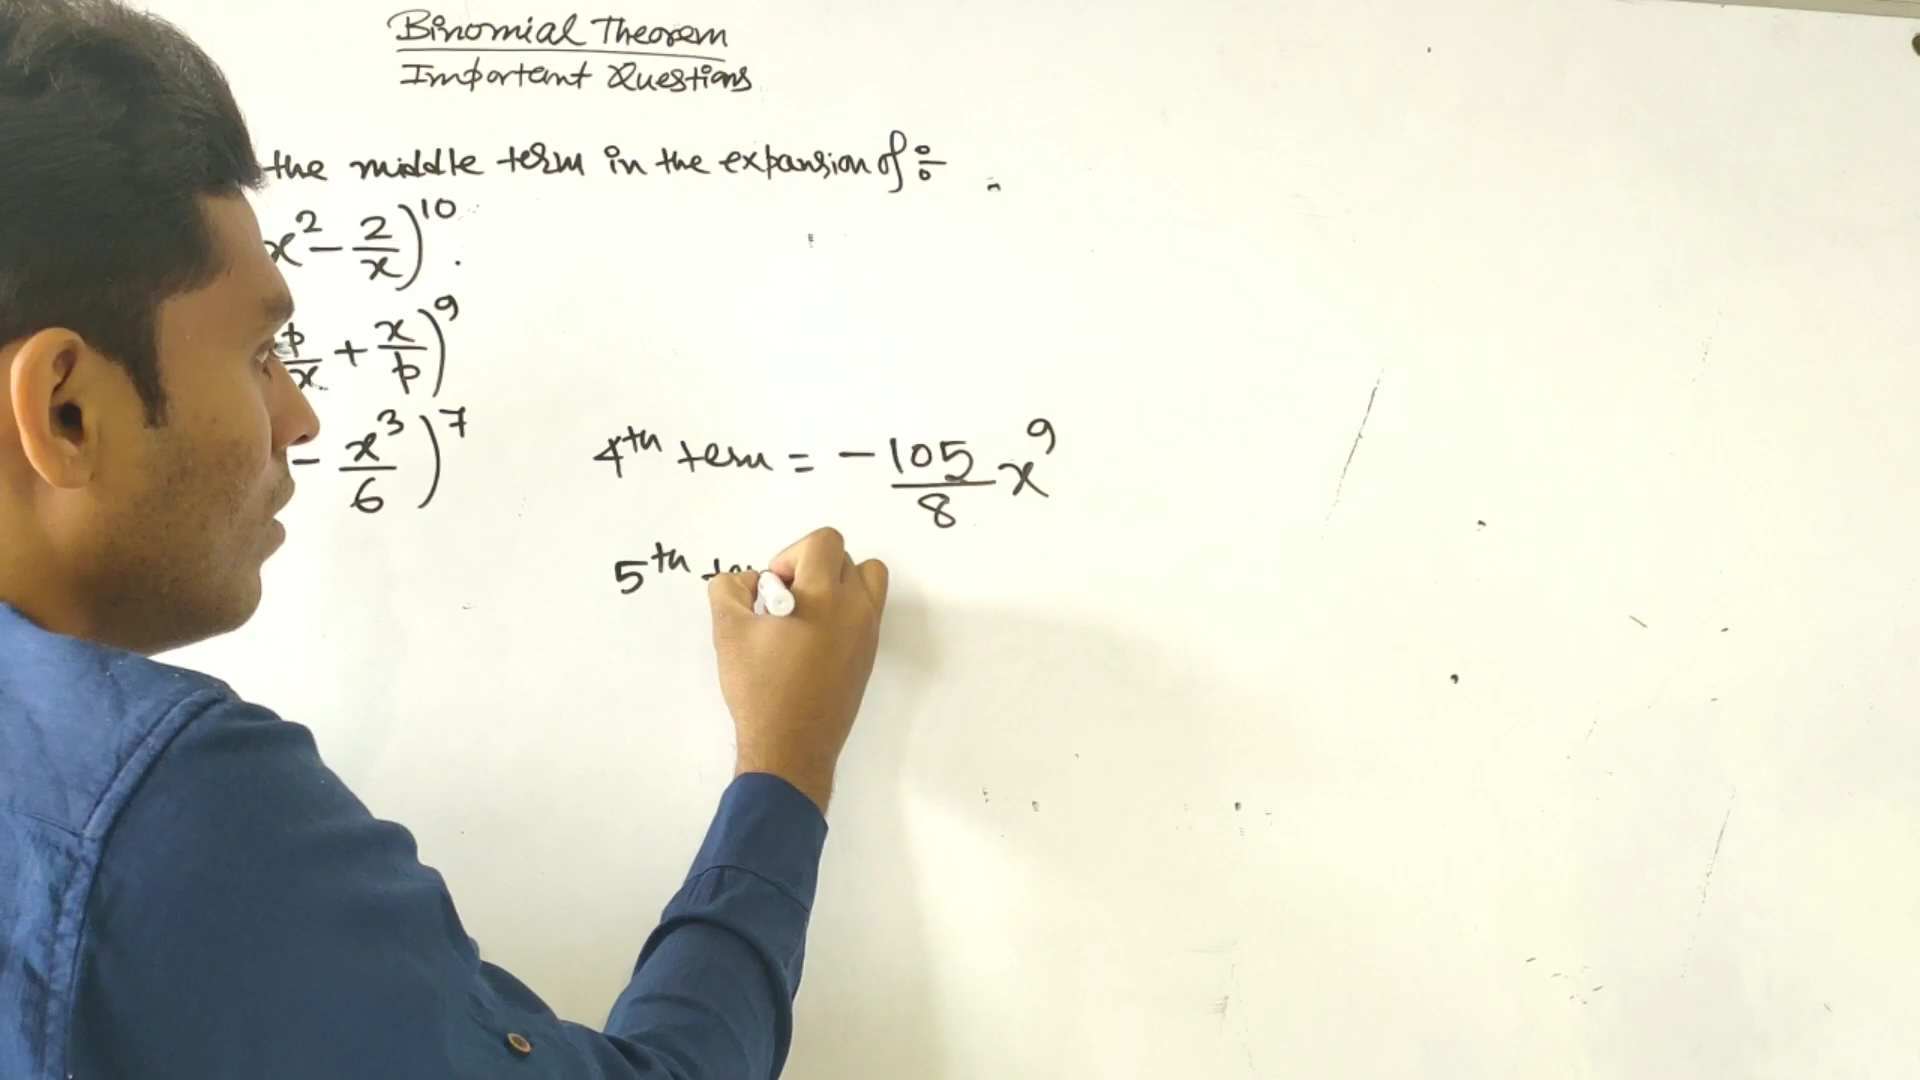 Binomial Theorem
Important Questions
the middle term in the expansion of :-
x² - 2/x)¹⁰.
p/x + x/p)⁹
- x³/6)⁷
4th term = -105/8 x⁹
5th